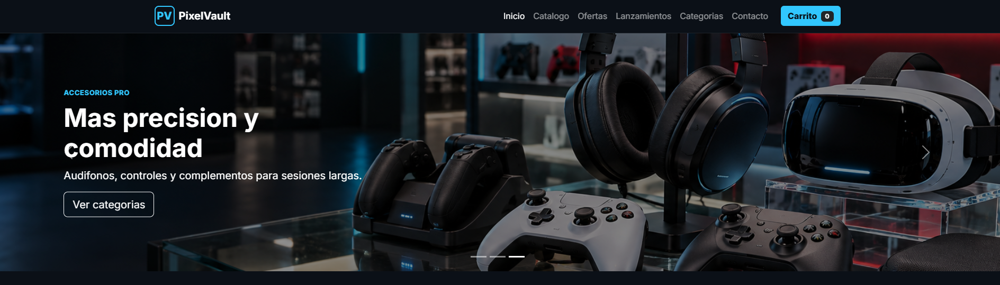 PV PixelVault
Inicio Catalogo Ofertas Lanzamientos Categorias Contacto Carrito 0
ACCESORIOS PRO
Mas precision y
comodidad
Audifonos, controles y complementos para sesiones largas.
Ver categorias